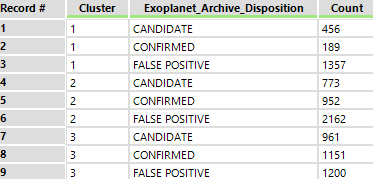 Record # Cluster Exoplanet_Archive_Disposition Count
1 1 CANDIDATE 456
2 1 CONFIRMED 189
3 1 FALSE POSITIVE 1357
4 2 CANDIDATE 773
5 2 CONFIRMED 952
6 2 FALSE POSITIVE 2162
7 3 CANDIDATE 961
8 3 CONFIRMED 1151
9 3 FALSE POSITIVE 1200